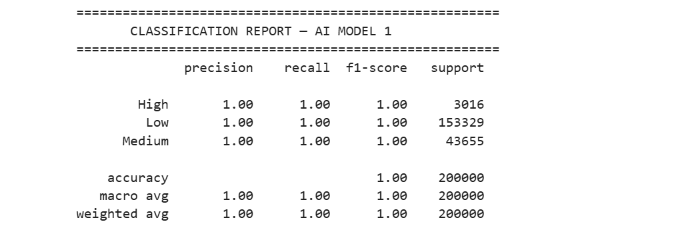 =======================================================
CLASSIFICATION REPORT — AI MODEL 1
=======================================================
precision recall f1-score support
High 1.00 1.00 1.00 3016
Low 1.00 1.00 1.00 153329
Medium 1.00 1.00 1.00 43655
accuracy 1.00 200000
macro avg 1.00 1.00 1.00 200000
weighted avg 1.00 1.00 1.00 200000